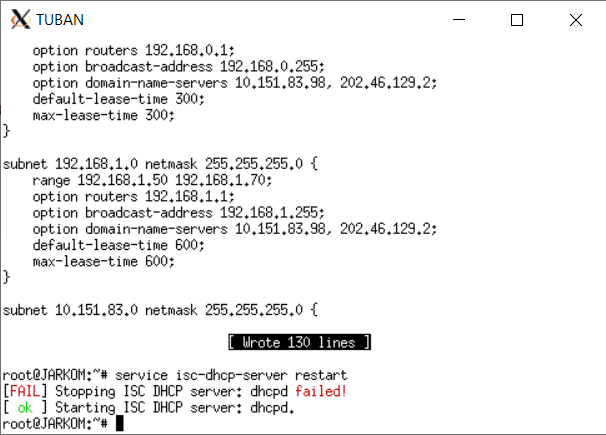 TUBAN
option routers 192.168.0.1;
option broadcast-address 192.168.0.255;
option domain-name-servers 10.151.83.98, 202.46.129.2;
default-lease-time 300;
max-lease-time 300;
}
subnet 192.168.1.0 netmask 255.255.255.0 {
range 192.168.1.50 192.168.1.70;
option routers 192.168.1.1;
option broadcast-address 192.168.1.255;
option domain-name-servers 10.151.83.98, 202.46.129.2;
default-lease-time 600;
max-lease-time 600;
}
subnet 10.151.83.0 netmask 255.255.255.0 {
[ Wrote 130 lines ]
root@JARKOM:~# service isc-dhcp-server restart
[FAIL] Stopping ISC DHCP server: dhcpd failed!
[ ok ] Starting ISC DHCP server: dhcpd.
root@JARKOM:~#